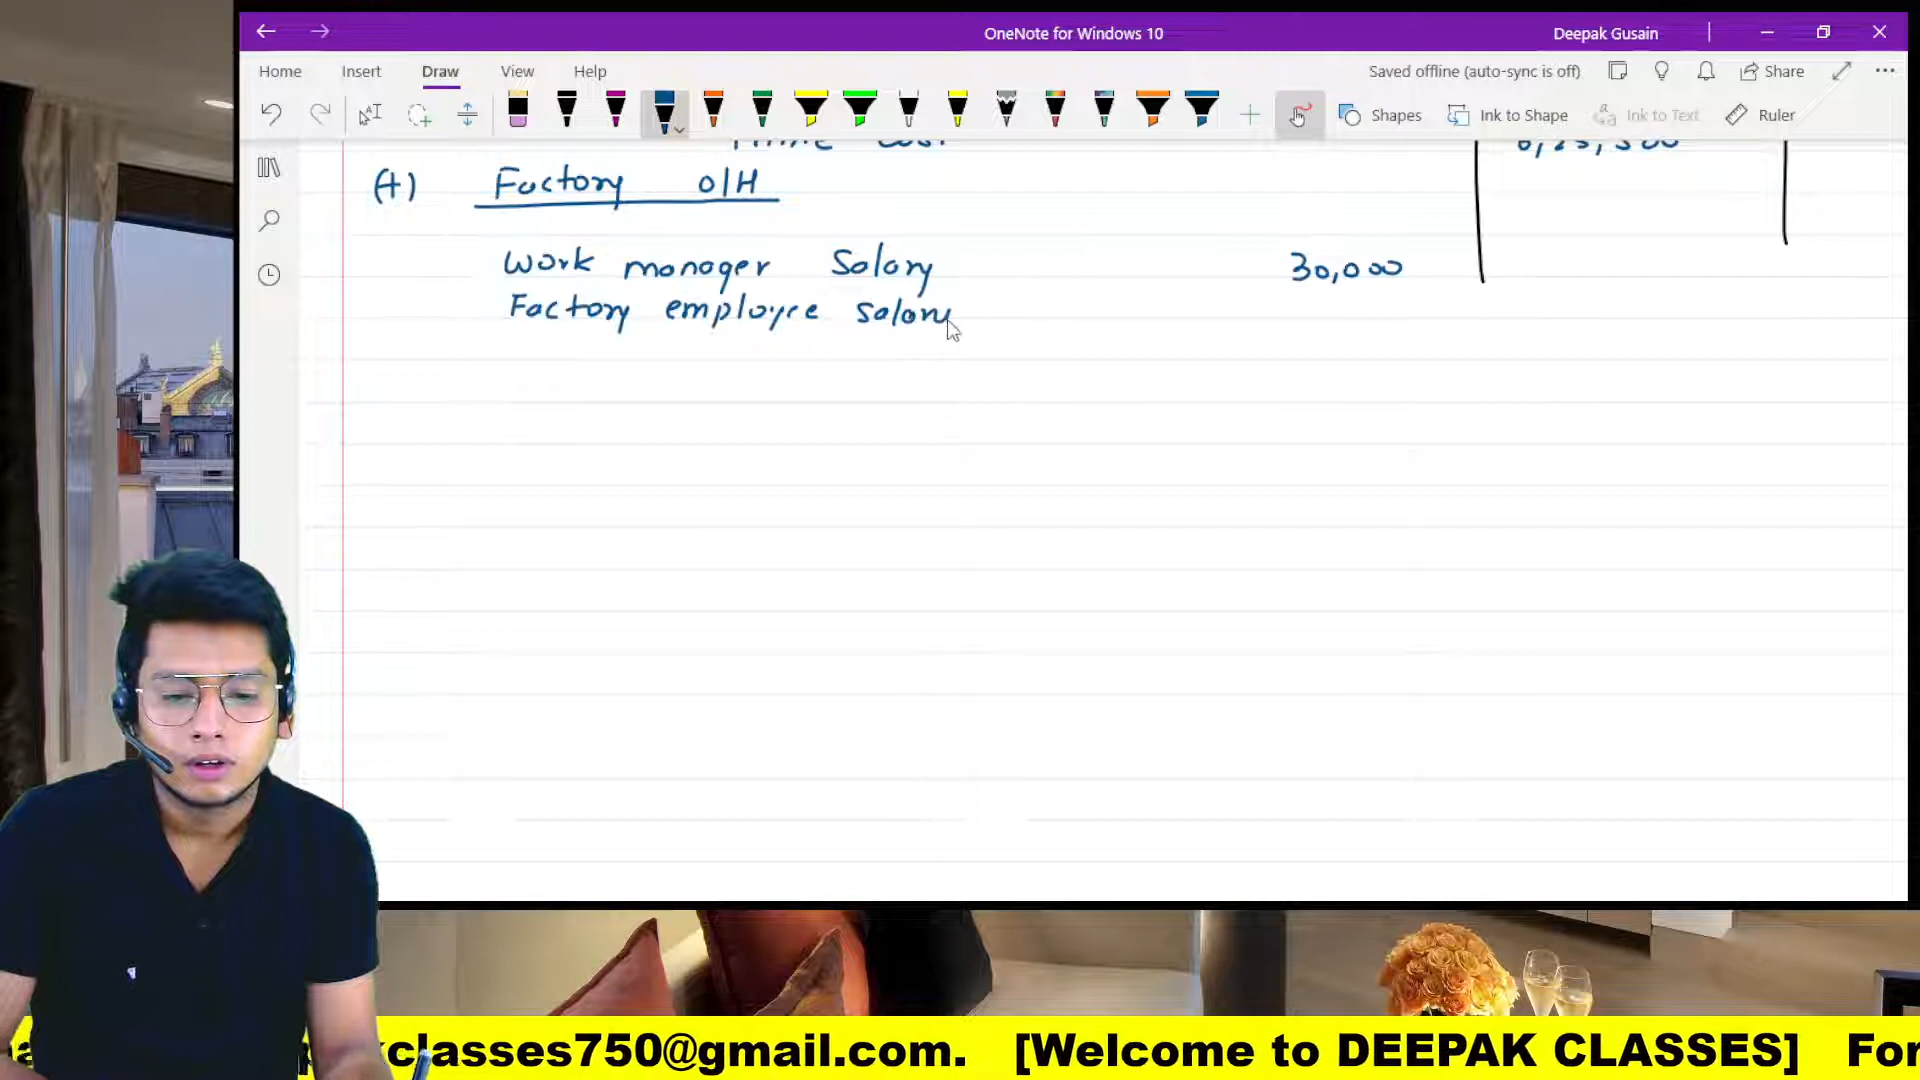 OneNote for Windows 10
Deepak Gusain
Home Insert Draw View Help
Saved offline (auto-sync is off) Share
Shapes Ink to Shape Ink to Text Ruler
Prime Cost
(+) Factory O/H
Work manager Salary 30,000
Factory employee salary
classes750@gmail.com. [Welcome to DEEPAK CLASSES] For